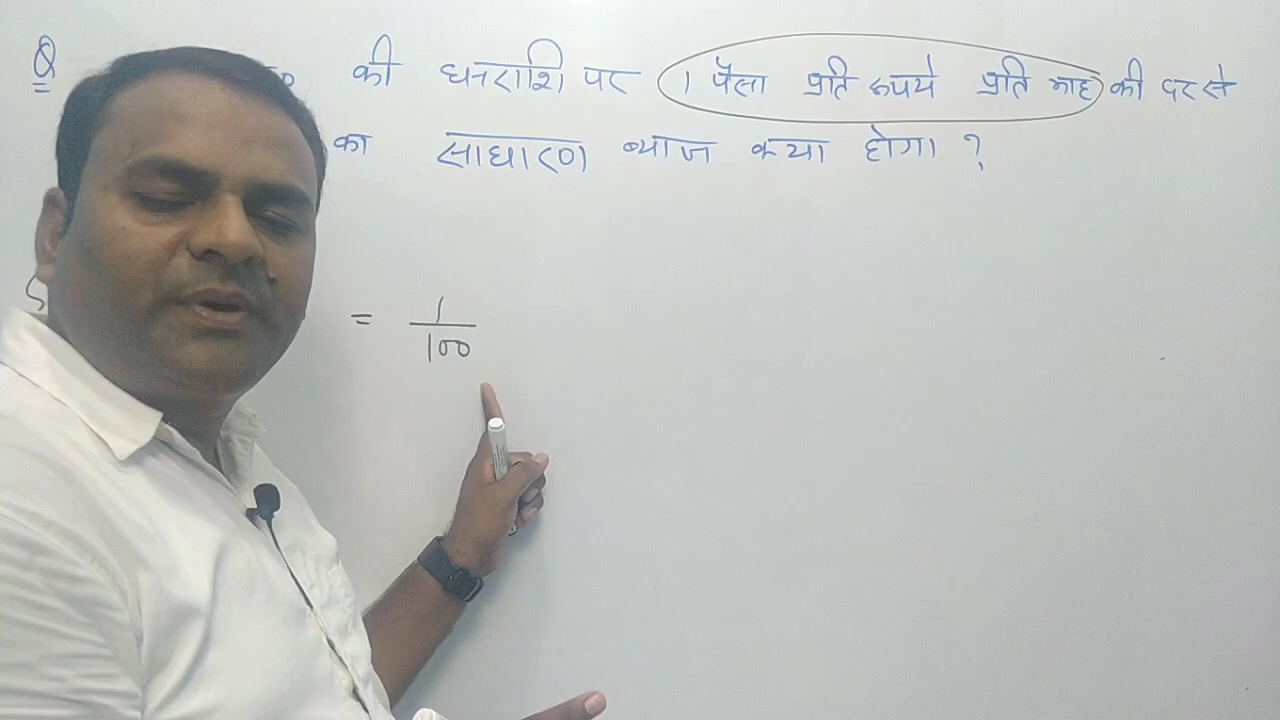 Q की धनराशि पर 1 पैसा प्रति रूपये प्रति माह की दर से
का साधारण ब्याज क्या होगा ?
= 1/100